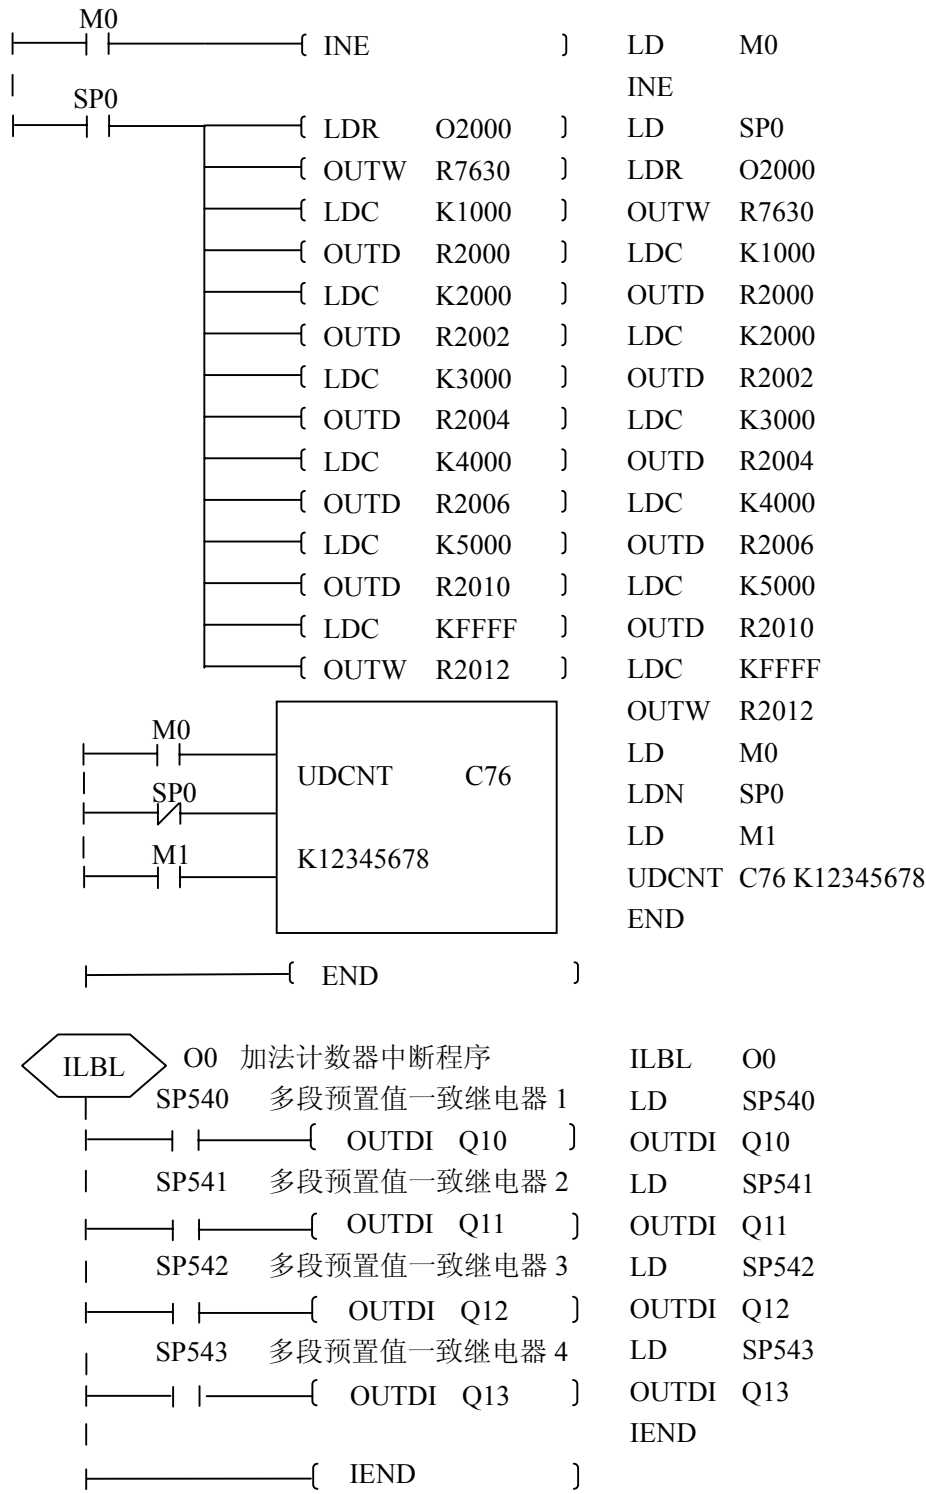 M0
INE LD M0
INE
SP0
LDR O2000 LD SP0
OUTW R7630 LDR O2000
LDC K1000 OUTW R7630
OUTD R2000 LDC K1000
LDC K2000 OUTD R2000
OUTD R2002 LDC K2000
LDC K3000 OUTD R2002
OUTD R2004 LDC K3000
LDC K4000 OUTD R2004
OUTD R2006 LDC K4000
LDC K5000 OUTD R2006
OUTD R2010 LDC K5000
LDC KFFFF OUTD R2010
OUTW R2012 LDC KFFFF
OUTW R2012
M0 LD M0
UDCNT C76
SP0 LDN SP0
M1 LD M1
K12345678
UDCNT C76 K12345678
END
END
ILBL O0 加法计数器中断程序 ILBL O0
SP540 多段预置值一致继电器 1 LD SP540
OUTDI Q10 OUTDI Q10
SP541 多段预置值一致继电器 2 LD SP541
OUTDI Q11 OUTDI Q11
SP542 多段预置值一致继电器 3 LD SP542
OUTDI Q12 OUTDI Q12
SP543 多段预置值一致继电器 4 LD SP543
OUTDI Q13 OUTDI Q13
IEND
IEND